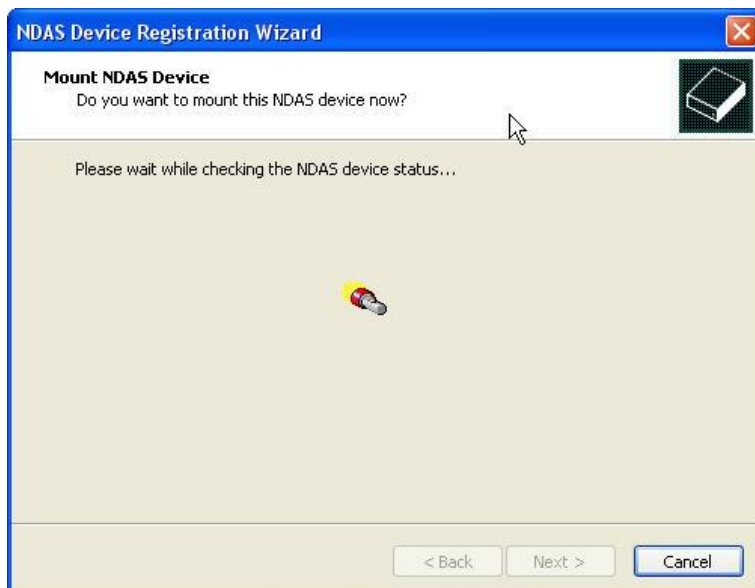 NDAS Device Registration Wizard
Mount NDAS Device
Do you want to mount this NDAS device now?
Please wait while checking the NDAS device status...
< Back Next > Cancel